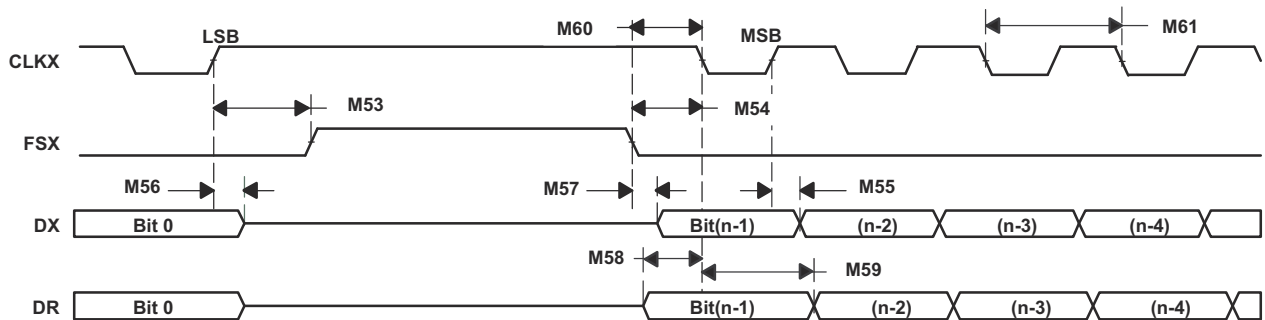 LSB M60 MSB M61
CLKX
M53 M54
FSX
M56 M57 M55
DX Bit 0 Bit(n-1) (n-2) (n-3) (n-4)
M58 M59
DR Bit 0 Bit(n-1) (n-2) (n-3) (n-4)